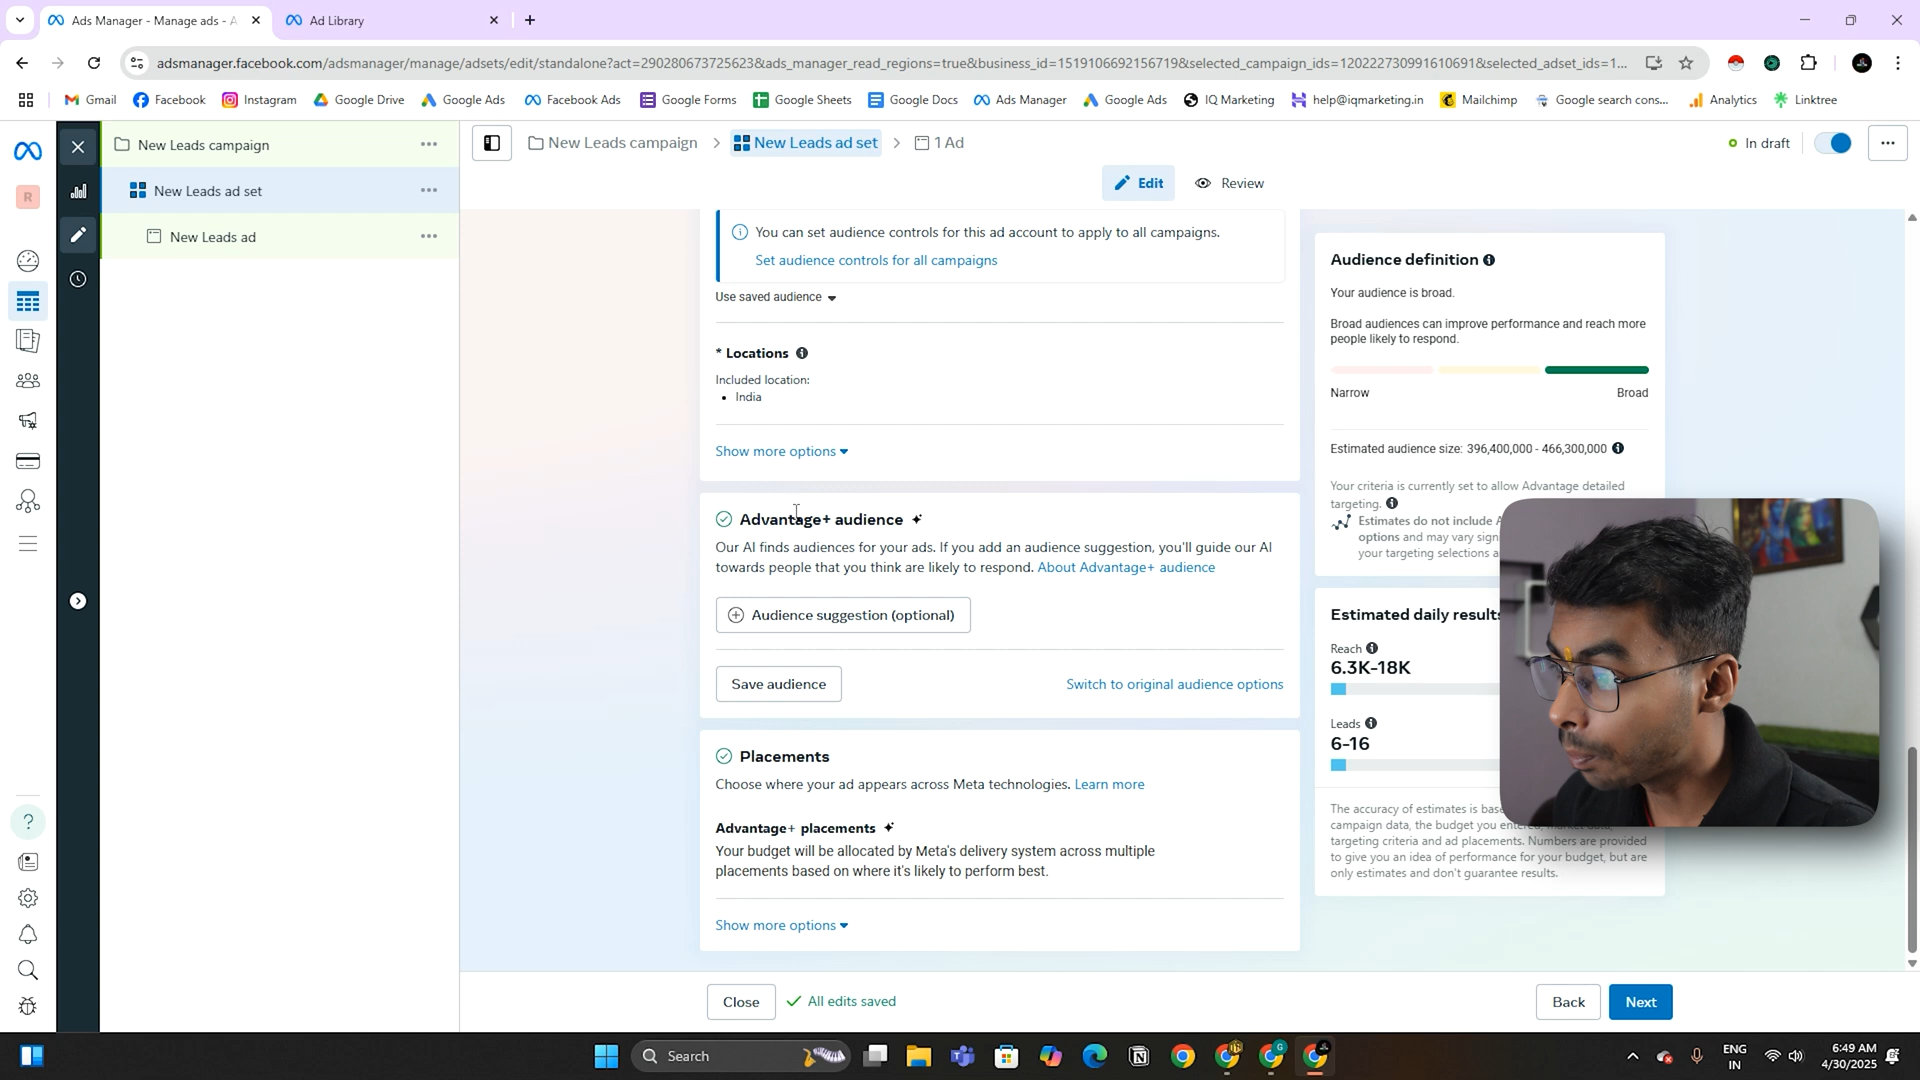 Ads Manager - Manage ads - A
Ad Library
adsmanager.facebook.com/adsmanager/manage/adsets/edit/standalone?act=290280673725623&ads_manager_read_regions=true&business_id=1519106692156719&selected_campaign_ids=120222730991610691&selected_adset_ids=1...
Gmail
Facebook
Instagram
Google Drive
Google Ads
Facebook Ads
Google Forms
Google Sheets
Google Docs
Ads Manager
Google Ads
IQ Marketing
help@iqmarketing.in
Mailchimp
Google search cons...
Analytics
Linktree
New Leads campaign
New Leads ad set
New Leads ad
R
New Leads campaign
New Leads ad set
1 Ad
In draft
Edit
Review
You can set audience controls for this ad account to apply to all campaigns.
Set audience controls for all campaigns
Use saved audience
* Locations
Included location:
• India
Show more options
Advantage+ audience
Our AI finds audiences for your ads. If you add an audience suggestion, you'll guide our AI
towards people that you think are likely to respond. About Advantage+ audience
Audience suggestion (optional)
Save audience
Switch to original audience options
Placements
Choose where your ad appears across Meta technologies. Learn more
Advantage+ placements
Your budget will be allocated by Meta's delivery system across multiple
placements based on where it's likely to perform best.
Show more options
Audience definition
Your audience is broad.
Broad audiences can improve performance and reach more
people likely to respond.
Narrow
Broad
Estimated audience size: 396,400,000 - 466,300,000
Your criteria is currently set to allow Advantage detailed
targeting.
Estimates do not include A
options and may vary sign
your targeting selections a
Estimated daily results
Reach
6.3K-18K
Leads
6-16
The accuracy of estimates is base
campaign data, the budget you entered, market data,
targeting criteria and ad placements. Numbers are provided
to give you an idea of performance for your budget, but are
only estimates and don't guarantee results.
Close
All edits saved
Back
Next
Search
ENG
IN
6:49 AM
4/30/2025